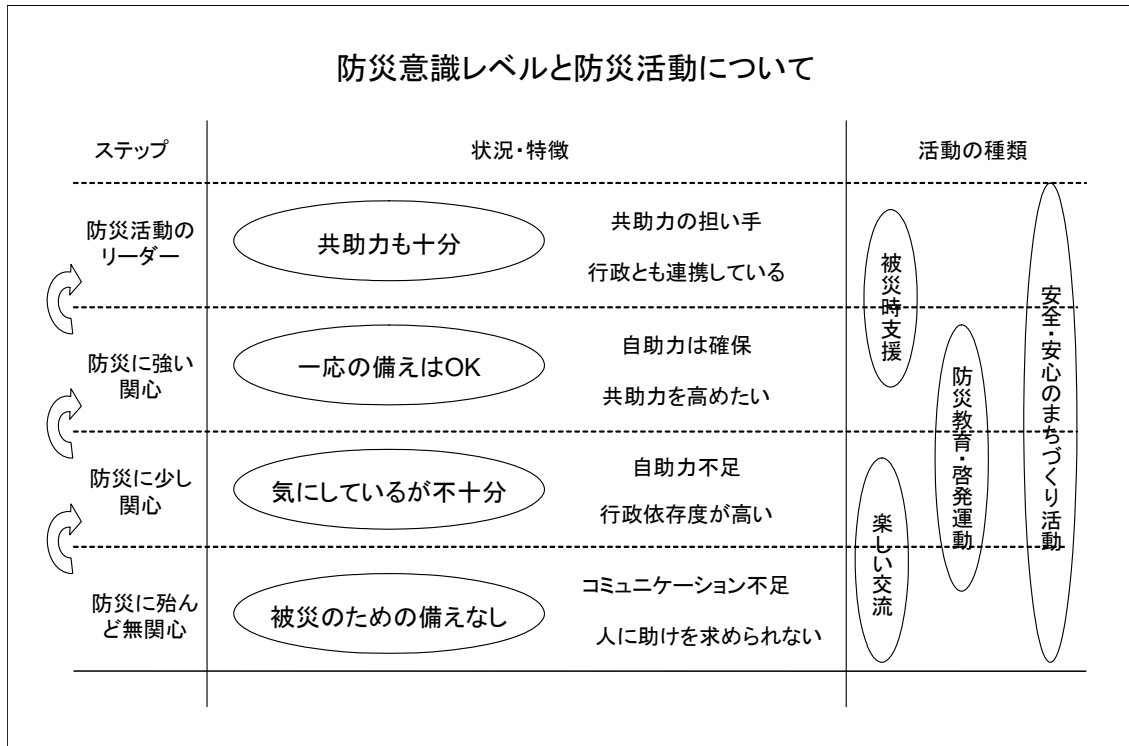 防災意識レベルと防災活動について
ステップ
状況・特徴
活動の種類
防災活動の
リーダー
共助力も十分
共助力の担い手
行政とも連携している
防災に強い
関心
一応の備えはOK
自助力は確保
共助力を高めたい
防災に少し
関心
気にしているが不十分
自助力不足
行政依存度が高い
防災に殆ん
ど無関心
被災のための備えなし
コミュニケーション不足
人に助けを求められない
被災時支援
楽しい交流
防災教育・啓発運動
安全・安心のまちづくり活動